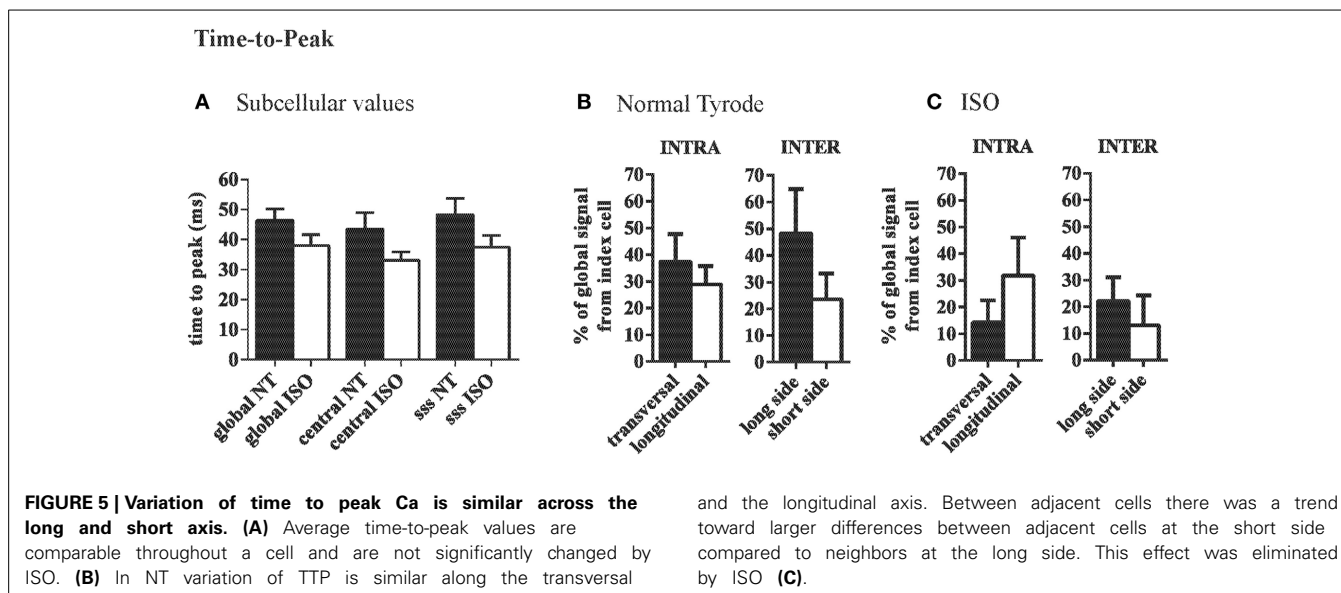 Time-to-Peak
A Subcellular values
time to peak (ms)
60
50
40
30
20
10
0
global NT
global ISO
central NT
central ISO
sss NT
sss ISO
B Normal Tyrode
INTRA
% of global signal
from index cell
70
60
50
40
30
20
10
0
transversal
longitudinal
INTER
70
60
50
40
30
20
10
0
long side
short side
C ISO
INTRA
% of global signal
from index cell
70
60
50
40
30
20
10
0
transversal
longitudinal
INTER
70
60
50
40
30
20
10
0
long side
short side
FIGURE 5 | Variation of time to peak Ca is similar across the
long and short axis. (A) Average time-to-peak values are
comparable throughout a cell and are not significantly changed by
ISO. (B) In NT variation of TTP is similar along the transversal
and the longitudinal axis. Between adjacent cells there was a trend
toward larger differences between adjacent cells at the short side
compared to neighbors at the long side. This effect was eliminated
by ISO (C).